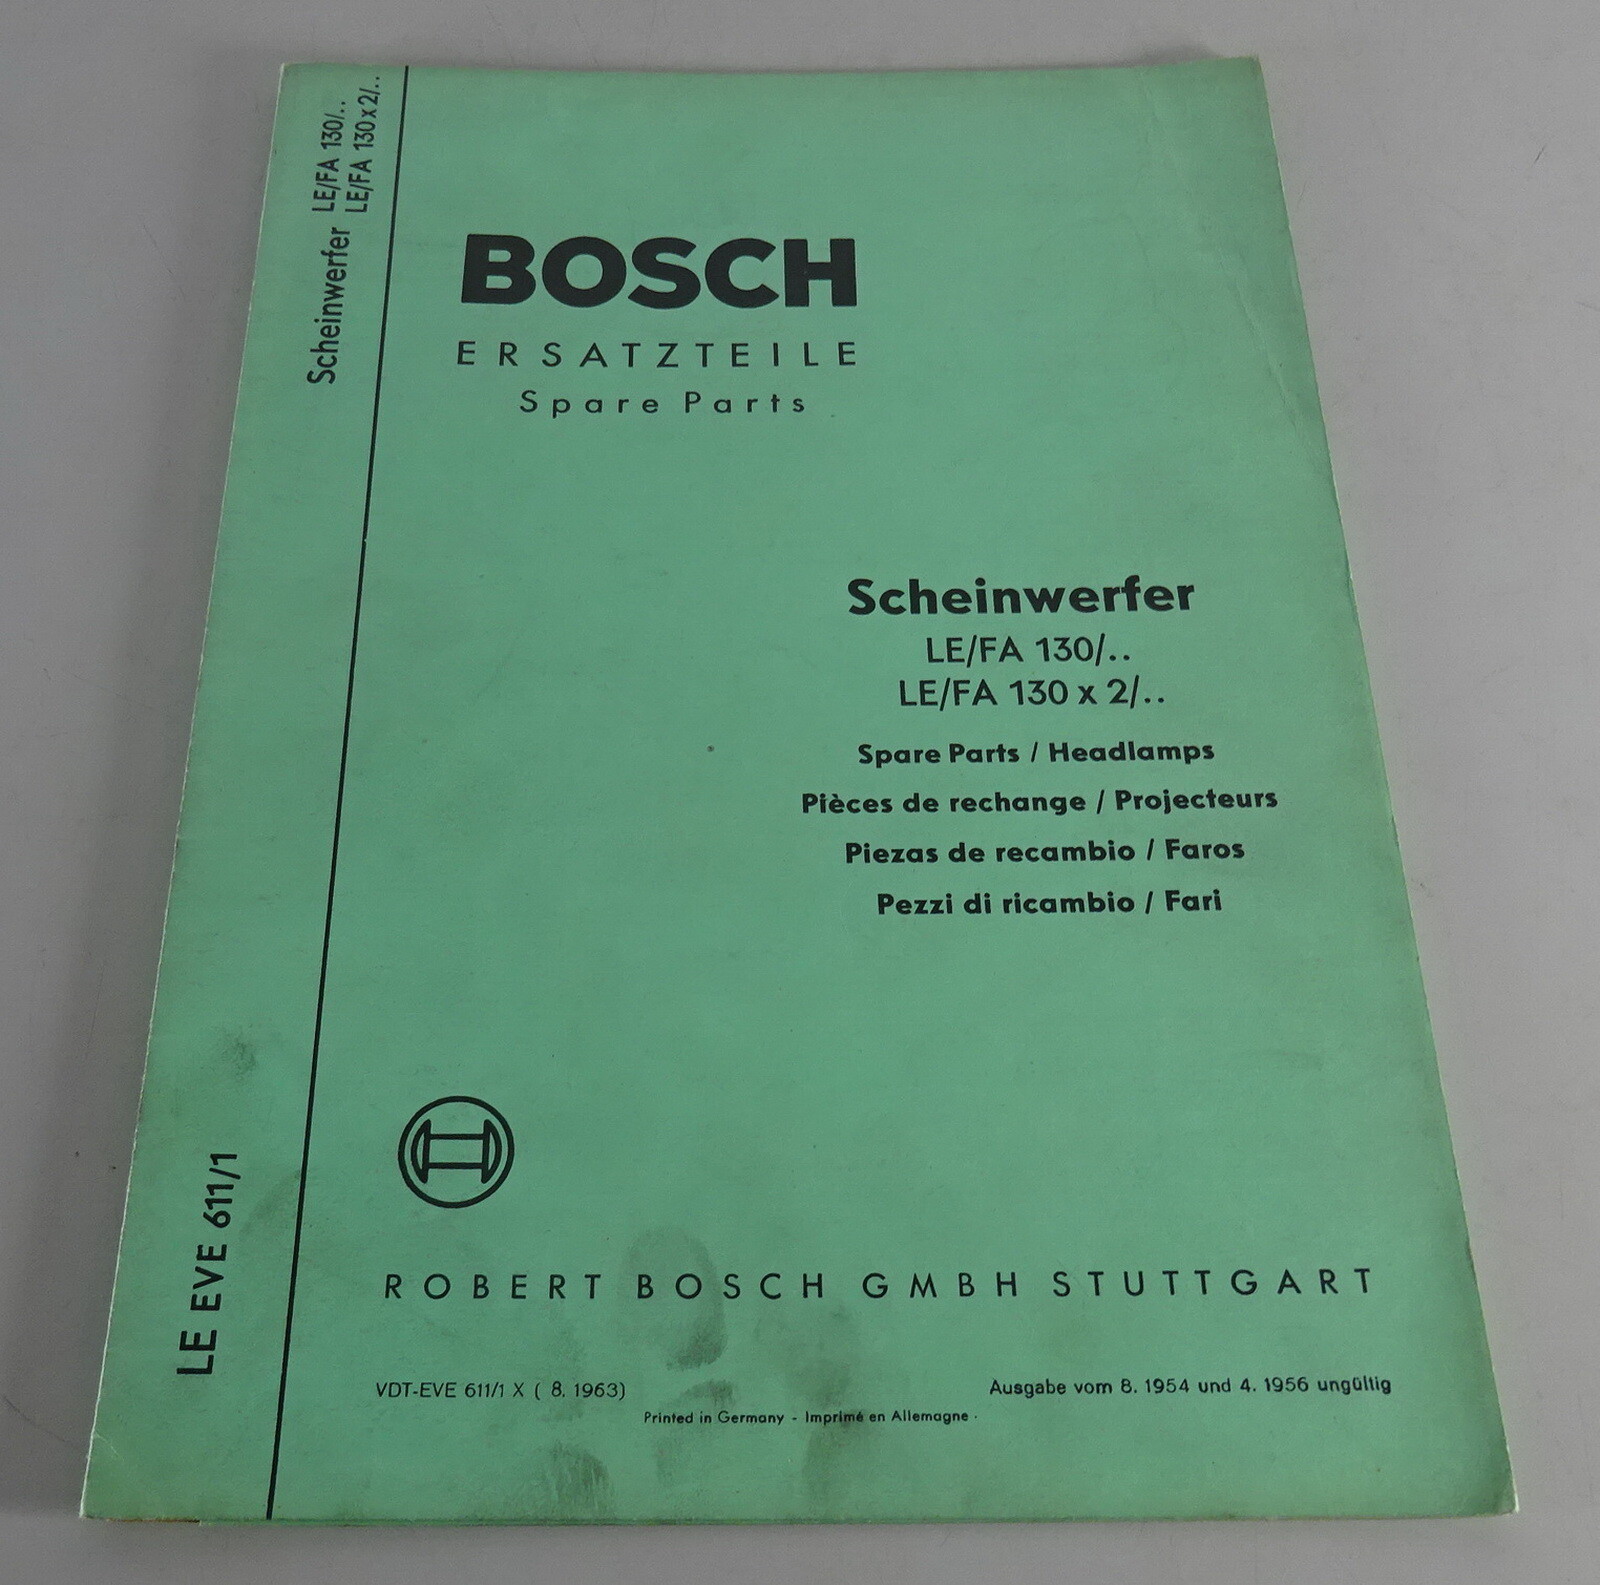 Scheinwerfer LE/FA 130/..
LE/FA 130 x 2/..
BOSCH
ERSATZTEILE
Spare Parts
Scheinwerfer
LE/FA 130/..
LE/FA 130 x 2/..
Spare Parts / Headlamps
Pièces de rechange / Projecteurs
Piezas de recambio / Faros
Pezzi di ricambio / Fari
LE EVE 611/1
ROBERT BOSCH GMBH STUTTGART
VDT-EVE 611/1 X ( 8. 1963)
Ausgabe vom 8. 1954 und 4. 1956 ungültig
Printed in Germany - Imprimé en Allemagne